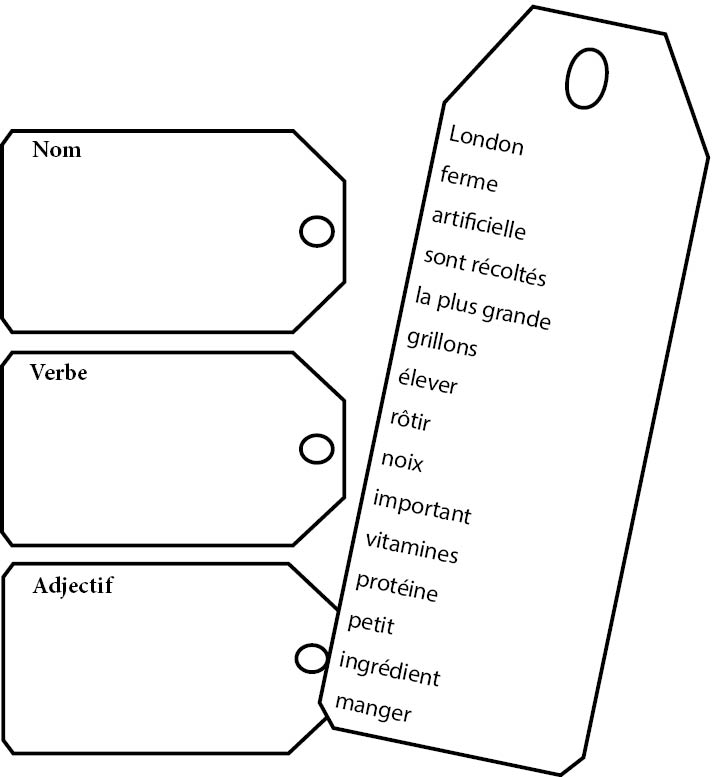 Nom
Verbe
Adjectif
London
ferme
artificielle
sont récoltés
la plus grande
grillons
élever
rôtir
noix
important
vitamines
protéine
petit
ingrédient
manger